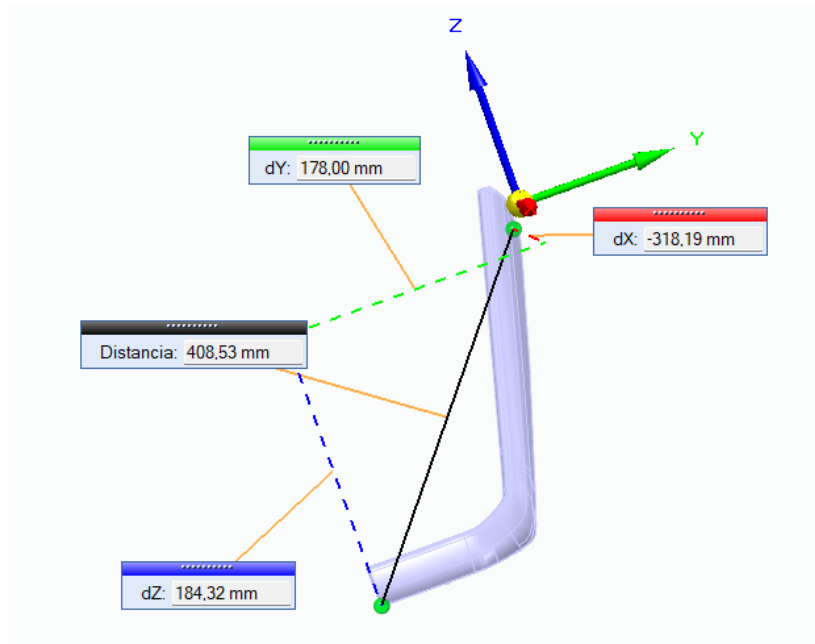 Z
Y
dY: 178,00 mm
dX: -318,19 mm
Distancia: 408,53 mm
dZ: 184,32 mm